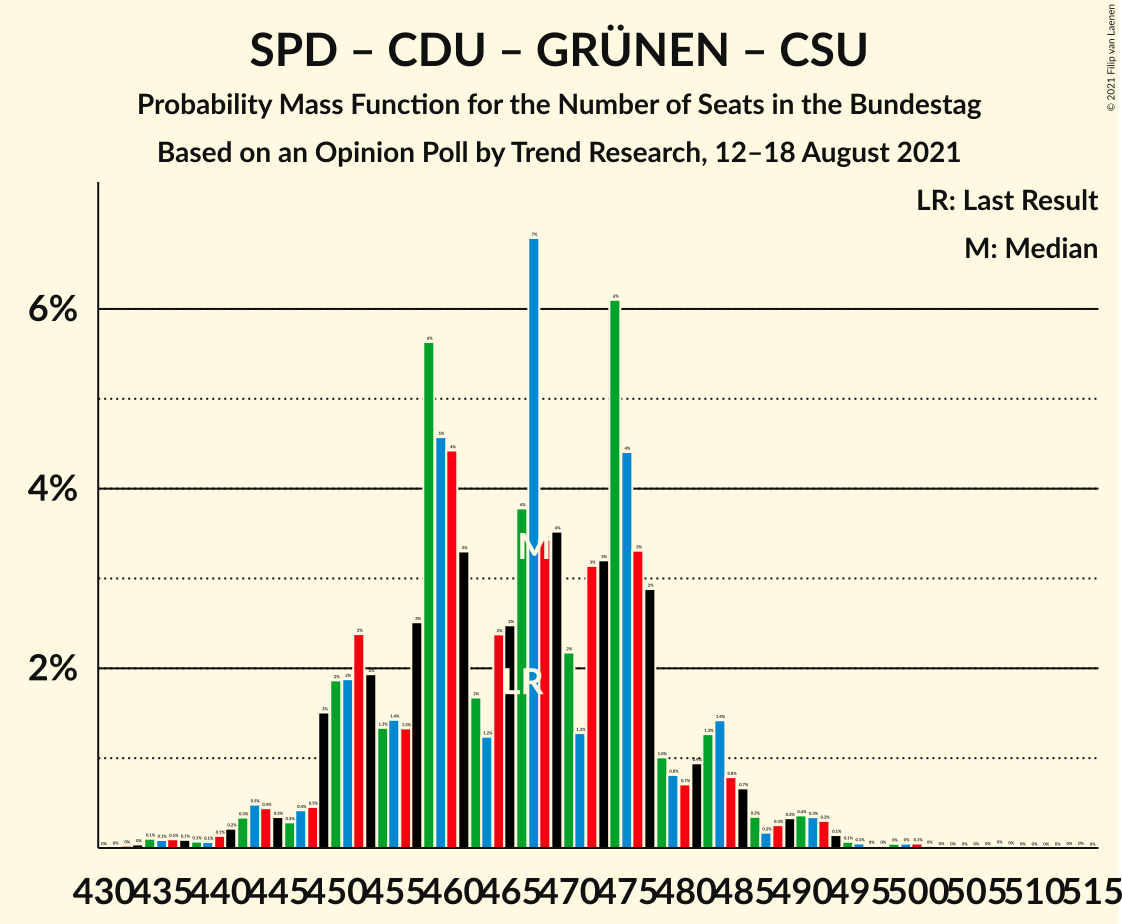 SPD – CDU – GRÜNEN – CSU
Probability Mass Function for the Number of Seats in the Bundestag
Based on an Opinion Poll by Trend Research, 12–18 August 2021
© 2021 Filip van Laenen
LR: Last Result
M: Median
6%
4%
2%
M
LR
430 435 440 445 450 455 460 465 470 475 480 485 490 495 500 505 510 515